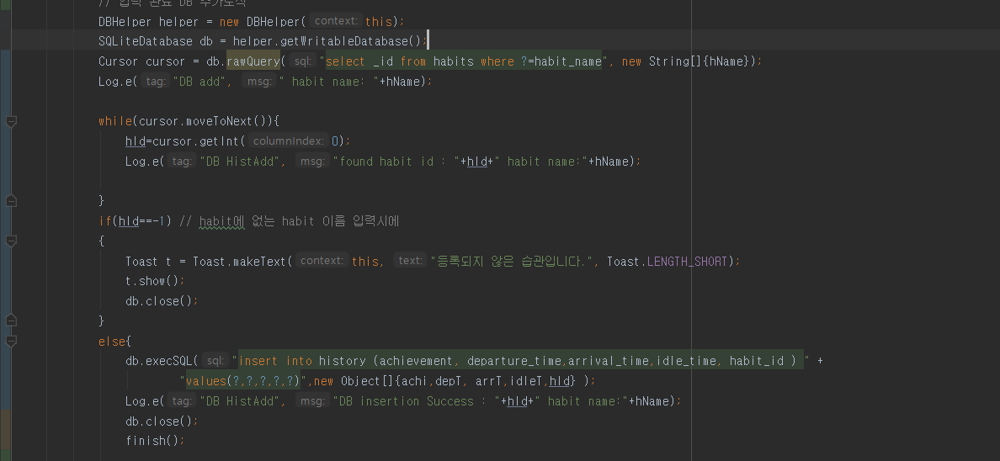 // 입력 완료 DB 추가로직
DBHelper helper = new DBHelper( context: this);
SQLiteDatabase db = helper.getWritableDatabase();
Cursor cursor = db.rawQuery( sql: "select _id from habits where ?=habit_name", new String[]{hName});
Log.e( tag: "DB add", msg: " habit name: "+hName);
while(cursor.moveToNext()){
hId=cursor.getInt( columnIndex: 0);
Log.e( tag: "DB HistAdd", msg: "found habit id : "+hId+" habit name:"+hName);
}
if(hId==-1) // habit에 없는 habit 이름 입력시에
{
Toast t = Toast.makeText( context: this, text: "등록되지 않은 습관입니다.", Toast.LENGTH_SHORT);
t.show();
db.close();
}
else{
db.execSQL( sql: "insert into history (achievement, departure_time,arrival_time,idle_time, habit_id ) " +
"values(?,?,?,?,?)",new Object[]{achi,depT, arrT,idleT,hId} );
Log.e( tag: "DB HistAdd", msg: "DB insertion Success : "+hId+" habit name:"+hName);
db.close();
finish();